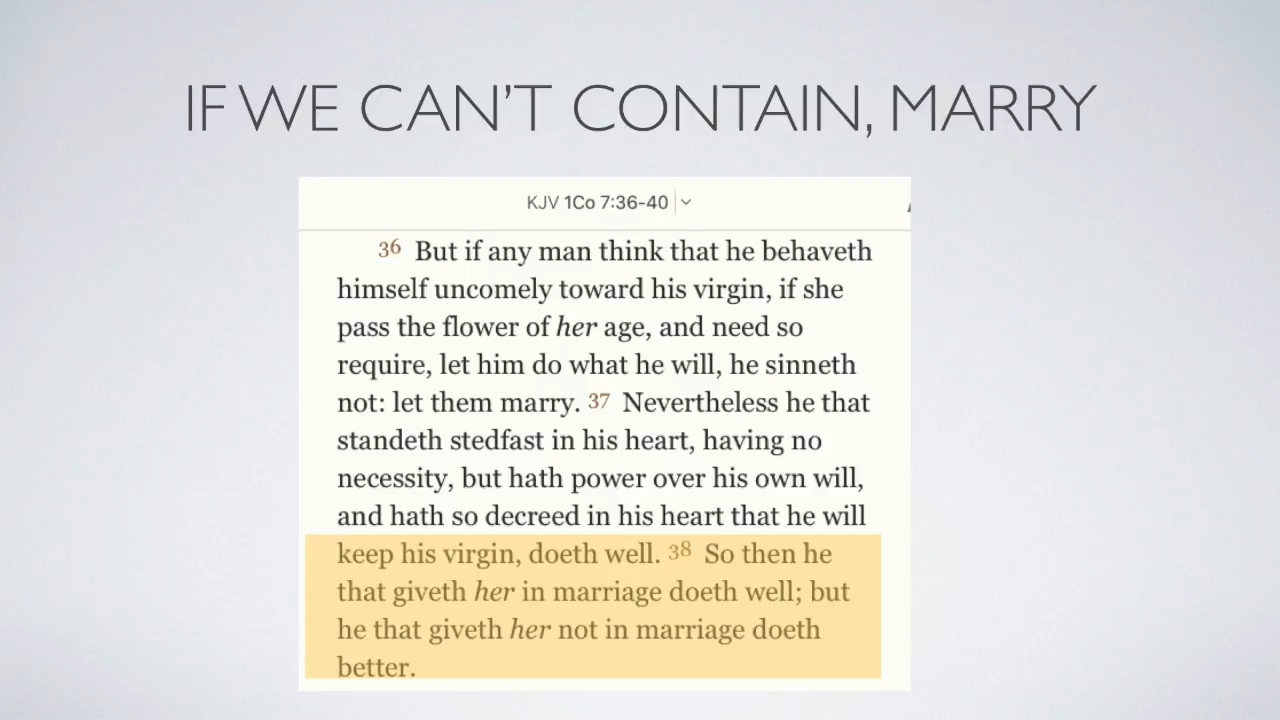 IF WE CAN'T CONTAIN, MARRY
KJV 1Co 7:36-40
36 But if any man think that he behaveth
himself uncomely toward his virgin, if she
pass the flower of her age, and need so
require, let him do what he will, he sinneth
not: let them marry. 37 Nevertheless he that
standeth stedfast in his heart, having no
necessity, but hath power over his own will,
and hath so decreed in his heart that he will
keep his virgin, doeth well. 38 So then he
that giveth her in marriage doeth well; but
he that giveth her not in marriage doeth
better.